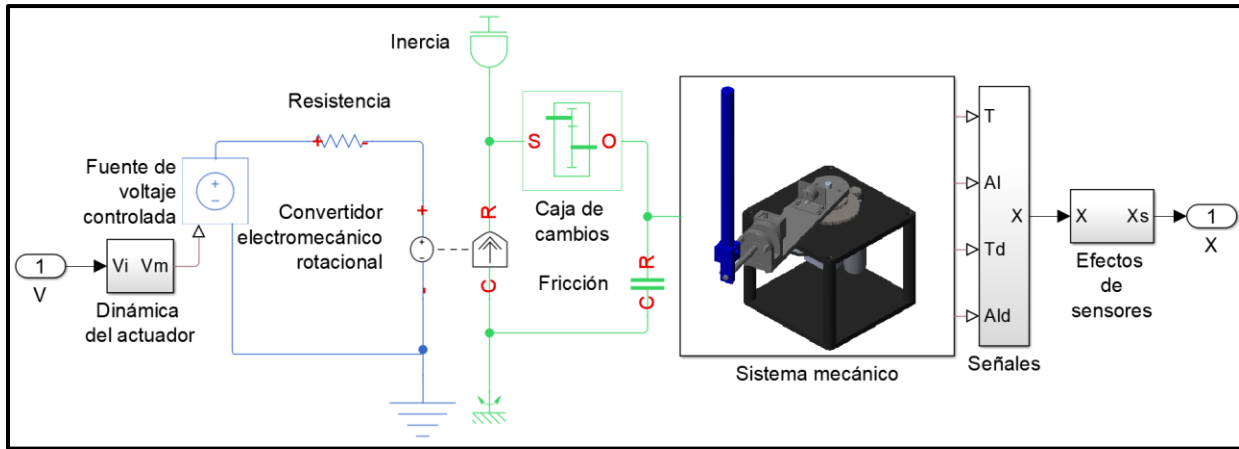 Inercia
Resistencia
+
-
Fuente de
voltaje
controlada
+
-
S
O
Caja de
cambios
Convertidor
electromecánico
rotacional
+
-
+
-
R
C
Fricción
R
C
1
V
Vi
Vm
Dinámica
del actuador
Sistema mecánico
T
Al
Td
Ald
X
Señales
X
Xs
Efectos
de
sensores
1
X